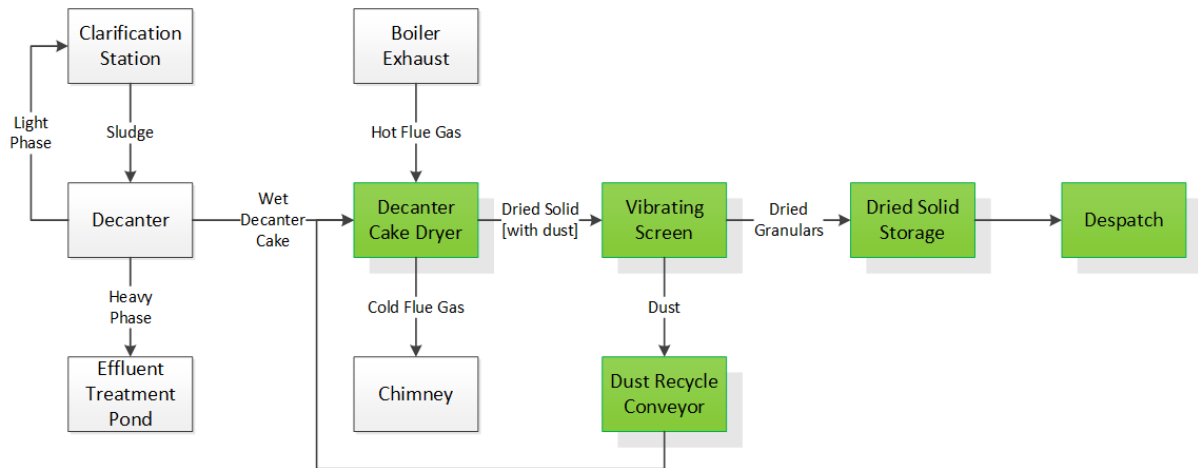 Clarification
Station
Boiler
Exhaust
Light
Phase
Sludge
Hot Flue Gas
Decanter
Wet
Decanter
Cake
Decanter
Cake Dryer
Dried Solid
[with dust]
Vibrating
Screen
Dried
Granulars
Dried Solid
Storage
Despatch
Heavy
Phase
Cold Flue Gas
Dust
Effluent
Treatment
Pond
Chimney
Dust Recycle
Conveyor